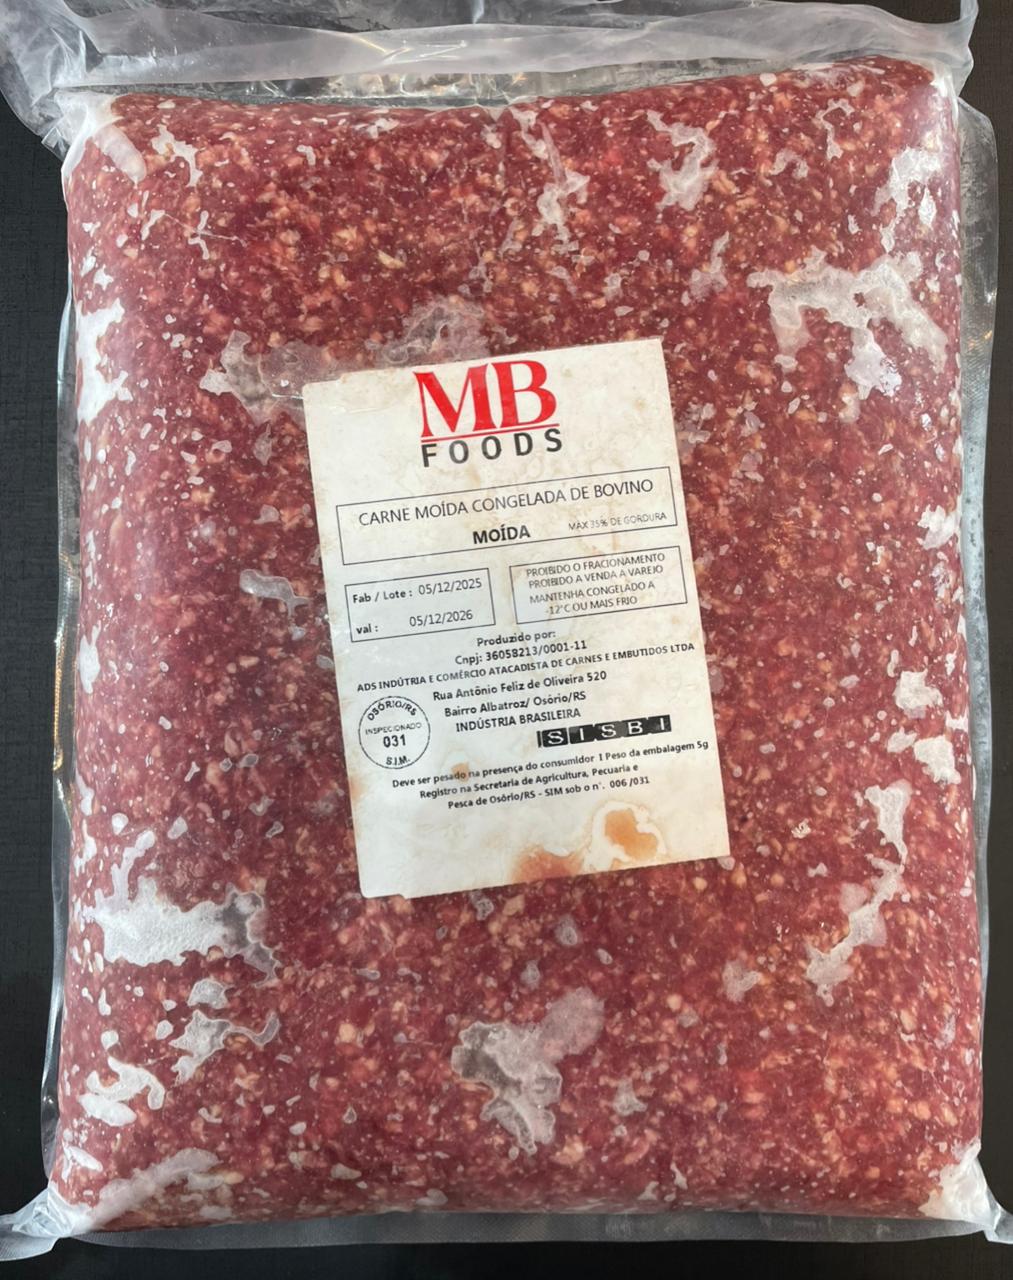 MB
FOODS
CARNE MOÍDA CONGELADA DE BOVINO
MOÍDA MAX 35% DE GORDURA
Fab / Lote : 05/12/2025
val : 05/12/2026
PROIBIDO O FRACIONAMENTO
PROIBIDO A VENDA A VAREJO
MANTENHA CONGELADO A
-12°C OU MAIS FRIO
Produzido por:
Cnpj: 36058213/0001-11
ADS INDÚTRIA E COMÉRCIO ATACADISTA DE CARNES E EMBUTIDOS LTDA
Rua Antônio Feliz de Oliveira 520
Bairro Albatroz/ Osório/RS
INDÚSTRIA BRASILEIRA
OSÓRIO/RS
INSPECIONADO
031
S.I.M.
SISBI
Deve ser pesado na presença do consumidor 1 Peso da embalagem 5g
Registro na Secretaria de Agricultura, Pecuaria e
Pesca de Osório/RS - SIM sob o n°. 006 /031